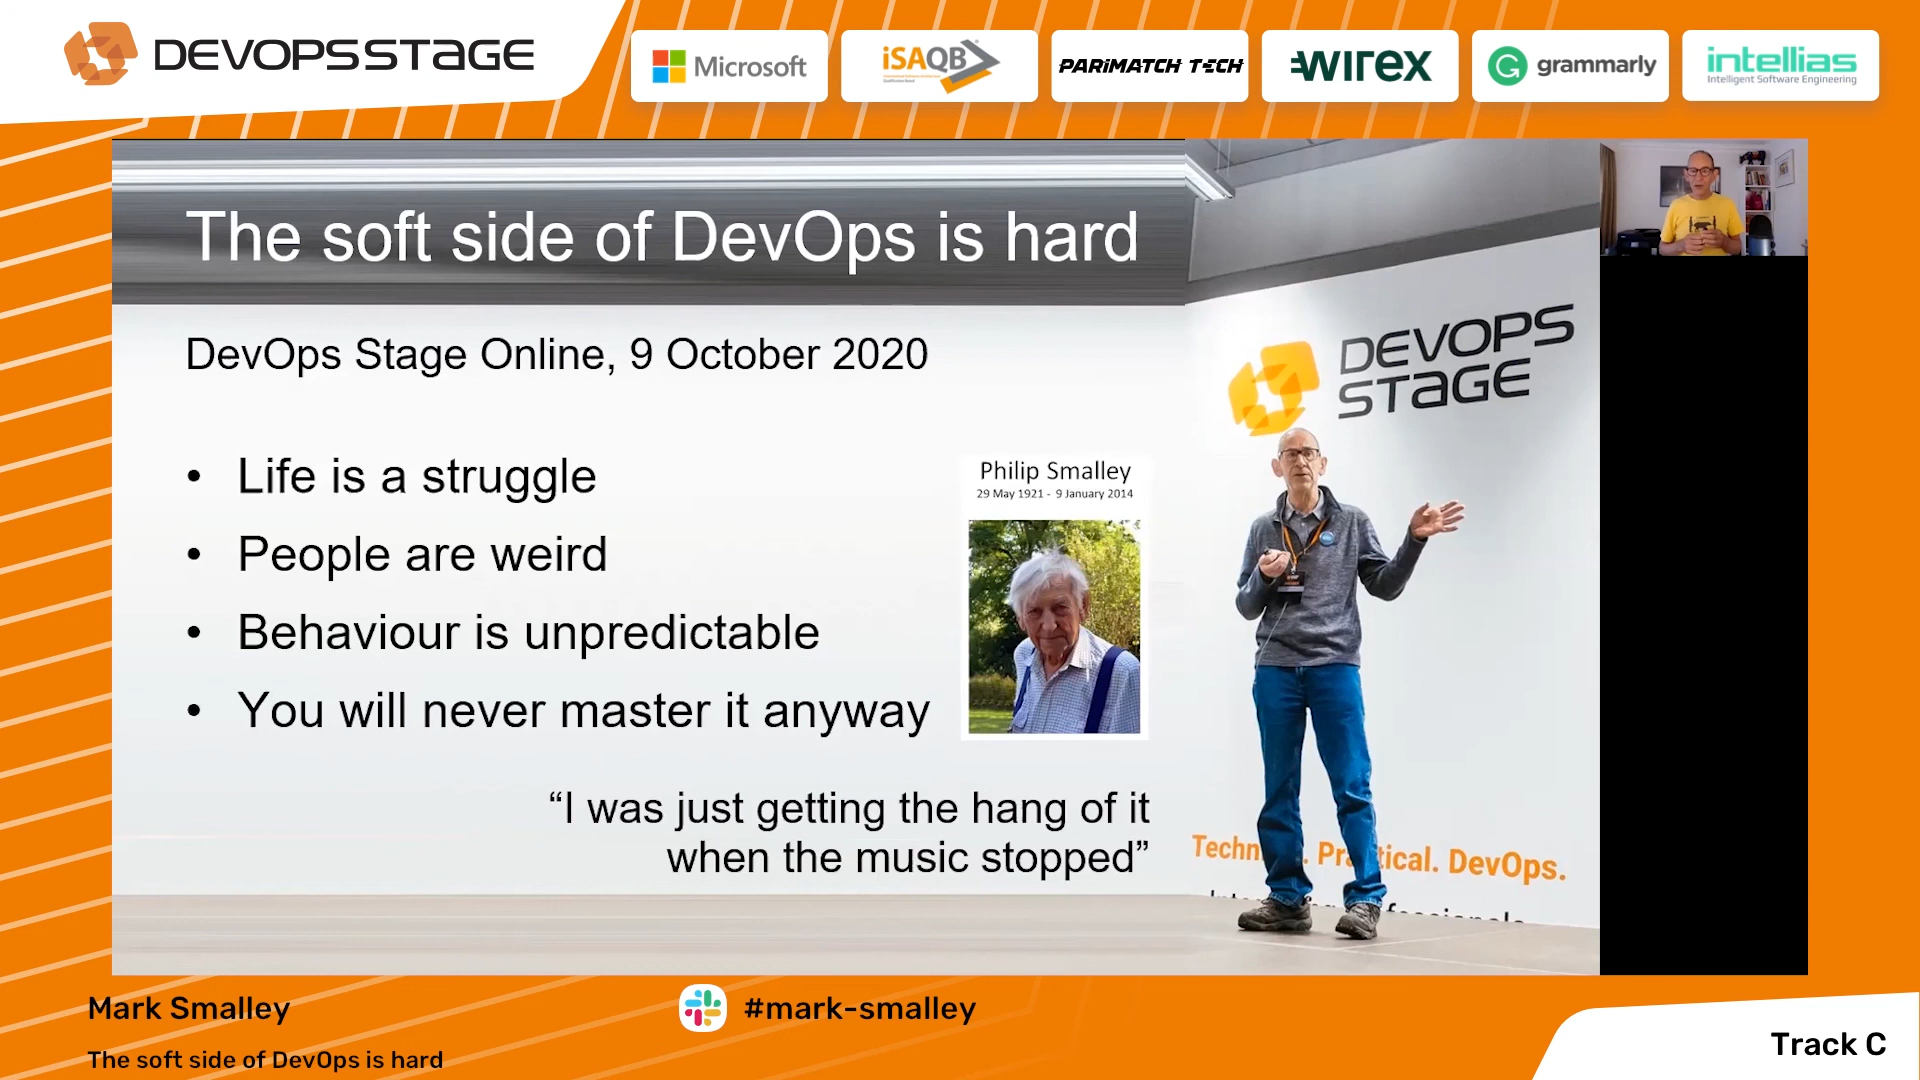 DEVOPSSTAGE
Microsoft
iSAQB
PARIMATCH TECH
wirex
grammarly
intellias
Intelligent Software Engineering
The soft side of DevOps is hard
DevOps Stage Online, 9 October 2020
• Life is a struggle
• People are weird
• Behaviour is unpredictable
• You will never master it anyway
Philip Smalley
29 May 1921 - 9 January 2014
“I was just getting the hang of it
when the music stopped”
DEVOPS
STAGE
DevOps.
Mark Smalley
The soft side of DevOps is hard
#mark-smalley
Track C